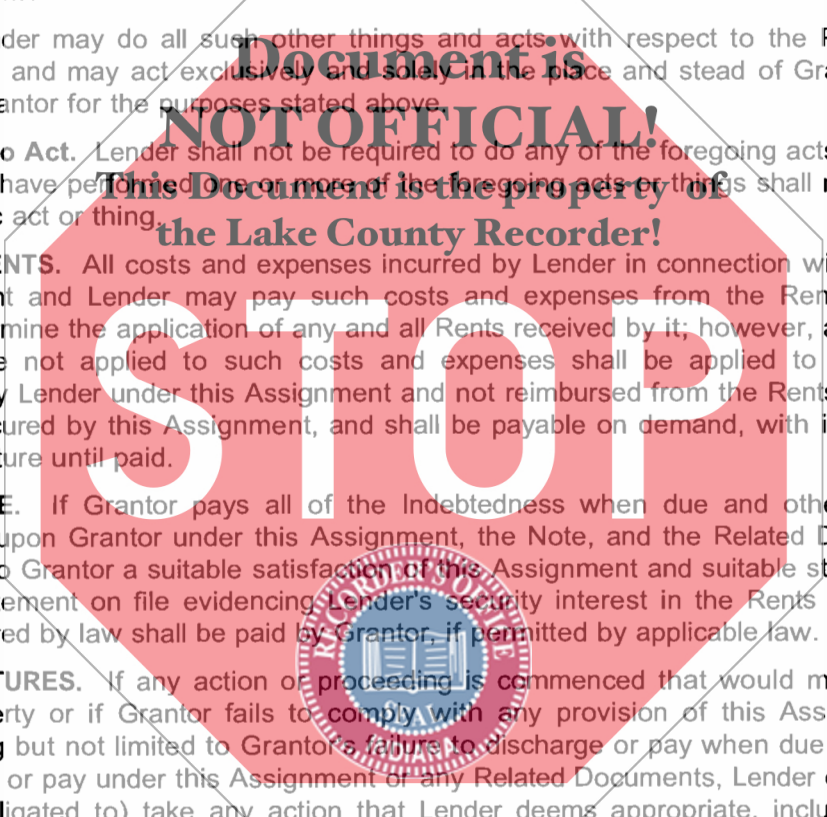 der may do all such other things and acts with respect to the
and may act exclusively and solely in the place and stead of Gra
antor for the purposes stated above.
o Act. Lender shall not be required to do any of the foregoing acts
have performed one or more of the foregoing acts or things shall
act or thing.
Document is
NOT OFFICIAL!
This Document is the property of
the Lake County Recorder!
ENTS. All costs and expenses incurred by Lender in connection wi
nt and Lender may pay such costs and expenses from the Ren
mine the application of any and all Rents received by it; however, a
e not applied to such costs and expenses shall be applied to
y Lender under this Assignment and not reimbursed from the Rents
cured by this Assignment, and shall be payable on demand, with i
ture until paid.
STOP
E. If Grantor pays all of the Indebtedness when due and othe
upon Grantor under this Assignment, the Note, and the Related D
o Grantor a suitable satisfaction of this Assignment and suitable st
ement on file evidencing Lender's security interest in the Rents
ed by law shall be paid by Grantor, if permitted by applicable law.
RECORDER'S OFFICE
SEAL
INDIANA
TURES. If any action or proceeding is commenced that would m
erty or if Grantor fails to comply with any provision of this Ass
g but not limited to Grantor's failure to discharge or pay when due
or pay under this Assignment or any Related Documents, Lender
ligated to) take any action that Lender deems appropriate, inclu